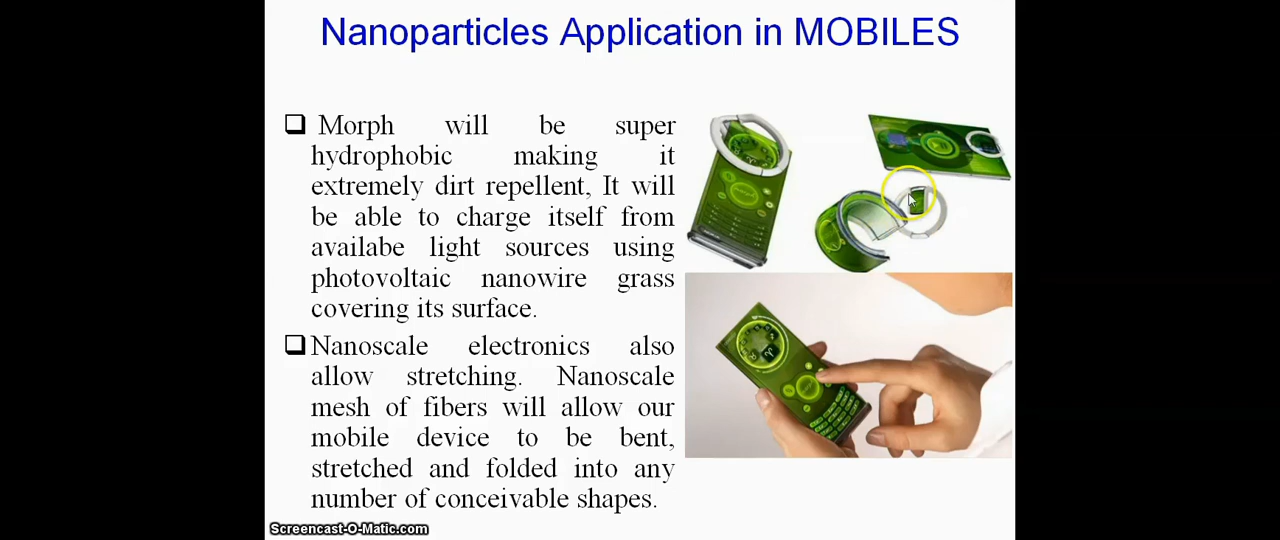 Nanoparticles Application in MOBILES
Morph will be super
hydrophobic making it
extremely dirt repellent, It will
be able to charge itself from
availabe light sources using
photovoltaic nanowire grass
covering its surface.
Nanoscale electronics also
allow stretching. Nanoscale
mesh of fibers will allow our
mobile device to be bent,
stretched and folded into any
number of conceivable shapes.
Screencast-O-Matic.com